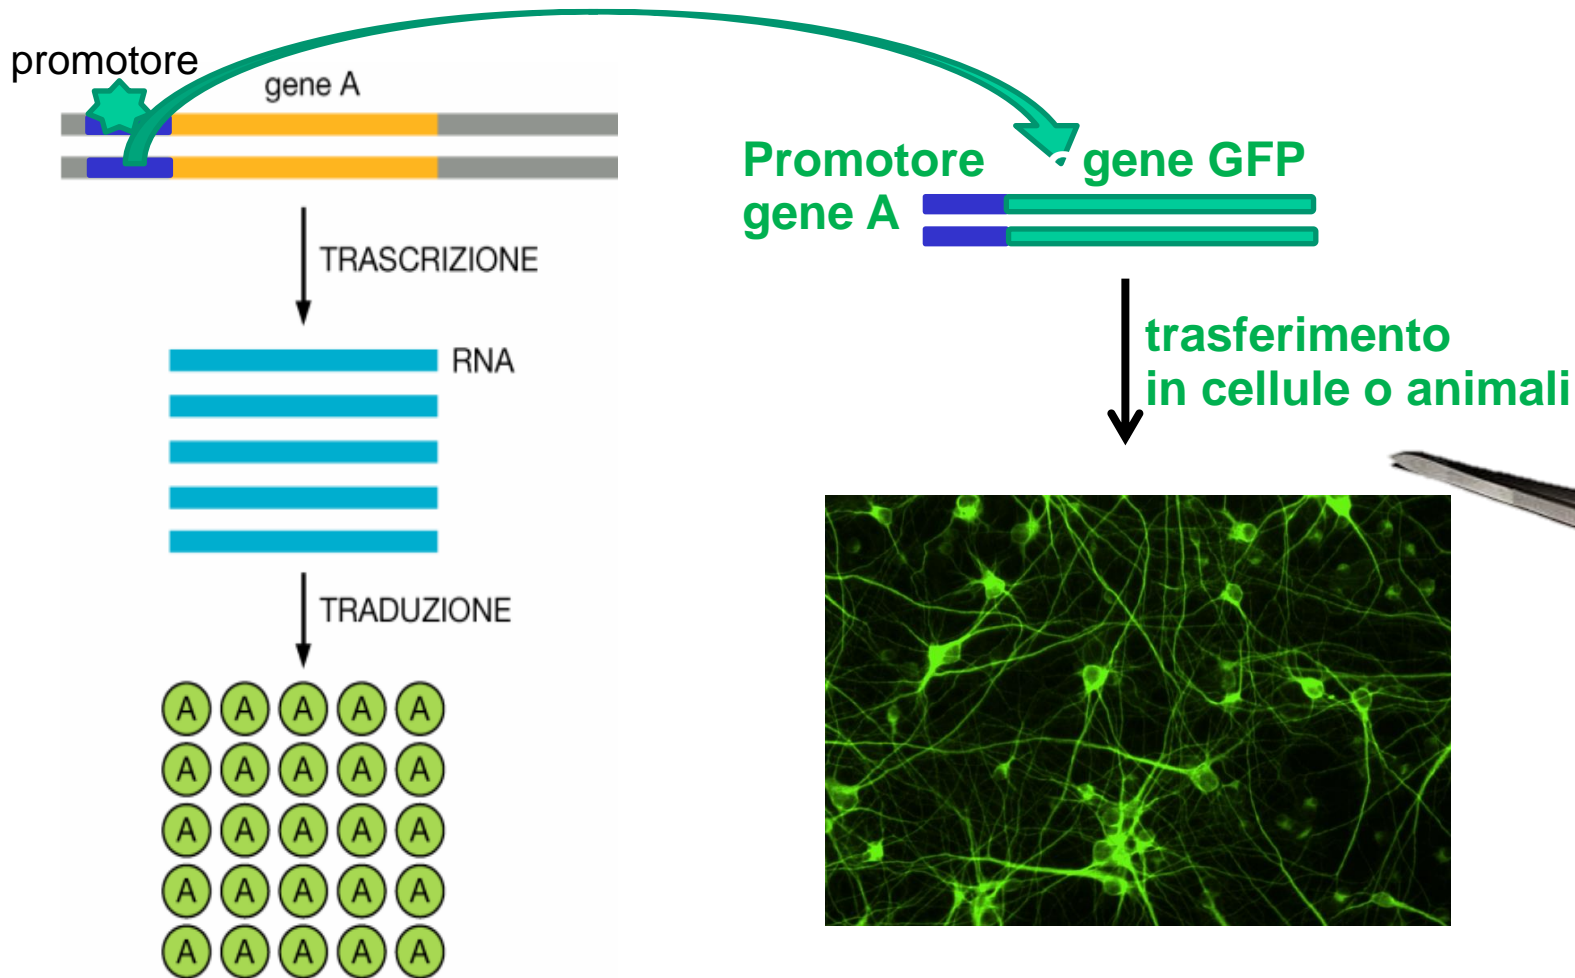 promotore
gene A
TRASCRIZIONE
RNA
TRADUZIONE
A A A A A
A A A A A
A A A A A
A A A A A
A A A A A
Promotore
gene A
gene GFP
trasferimento
in cellule o animali